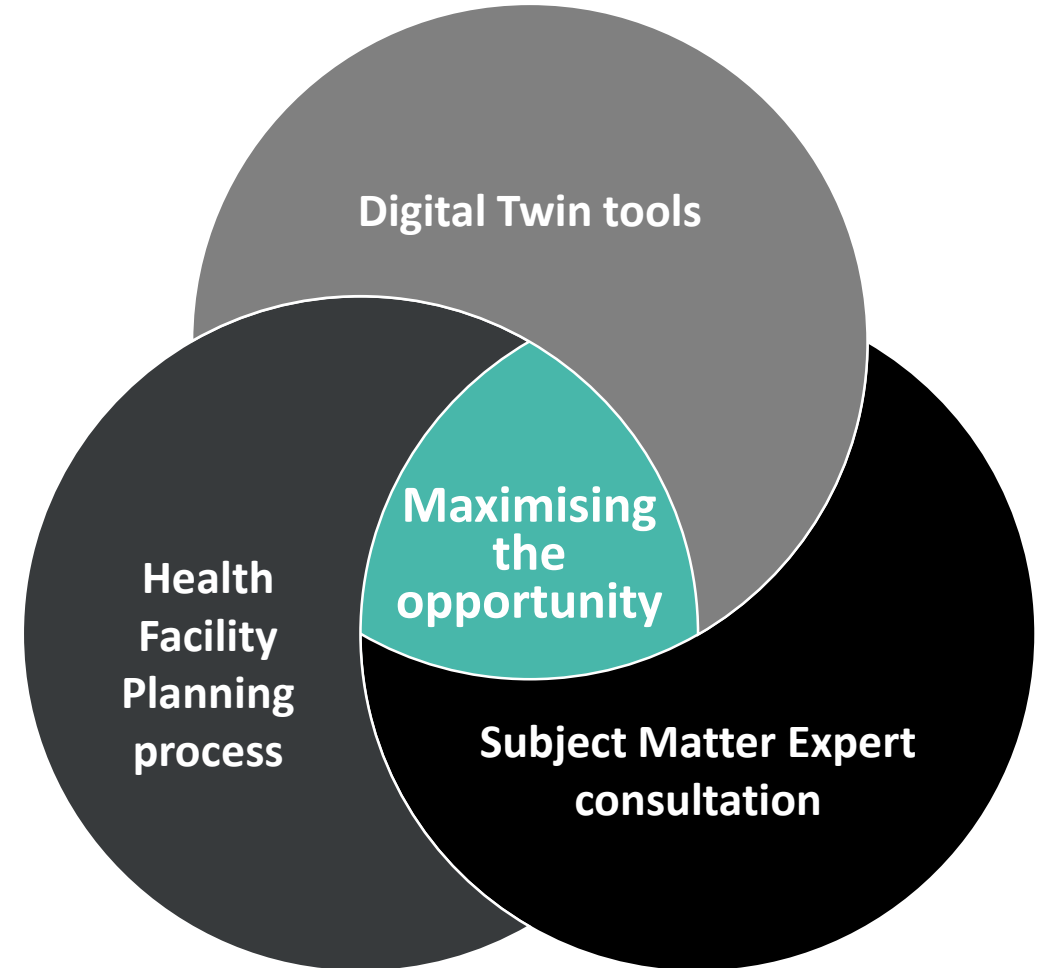 Digital Twin tools
Maximising
the
opportunity
Health
Facility
Planning
process
Subject Matter Expert
consultation